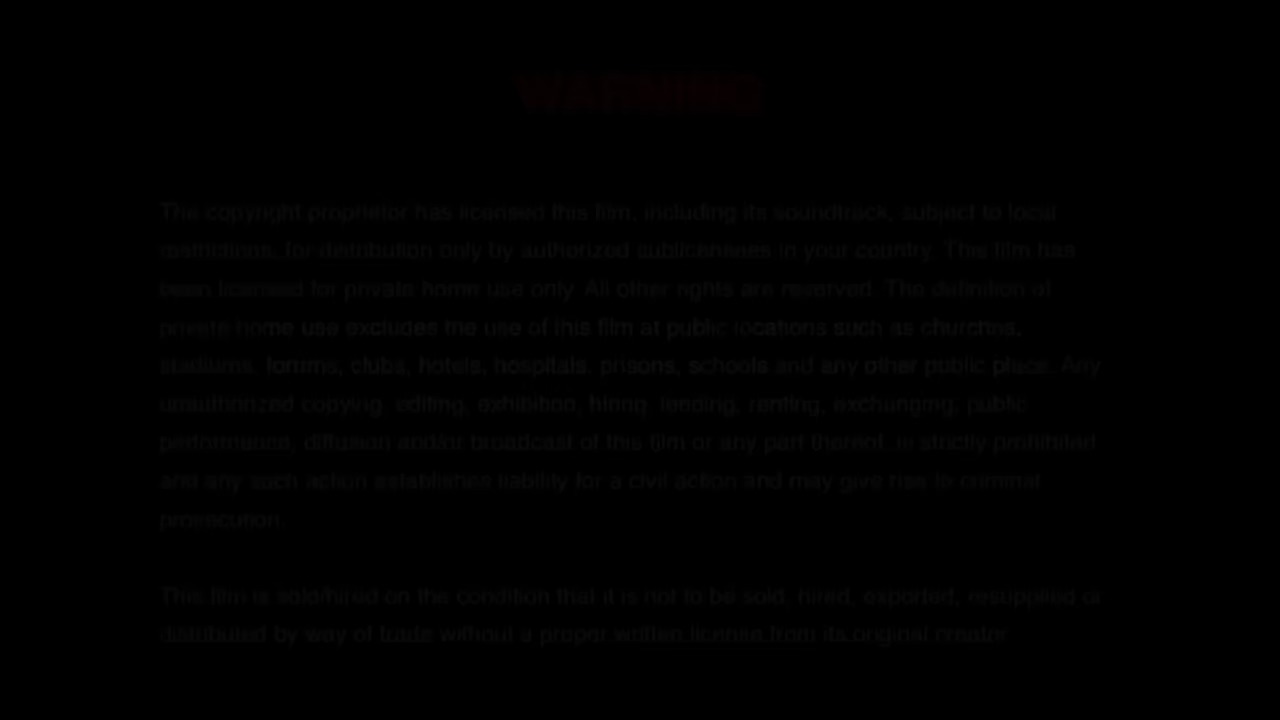 WARNING
The copyright proprietor has licensed this film, including its soundtrack, subject to local
restrictions, for distribution only by authorized in your country. This film has
been licensed for private home use only. All other rights are reserved. The definition of
private home use excludes the use of this film at public locations such as churches,
stadiums, clubs, hotels, hospitals, prisons, schools and any other public place. Any
unauthorized copying, editing, exhibition, hiring, lending, renting, exchanging, public
performance, diffusion and/or broadcast of this film or any part thereof, is strictly prohibited
and any such action establishes liability for a civil action and may give rise to criminal
prosecution.
This film is sold/hired on the condition that it is not to be sold, hired, exported, resupplied or
distributed by way of trade without a proper written license from its original creator.